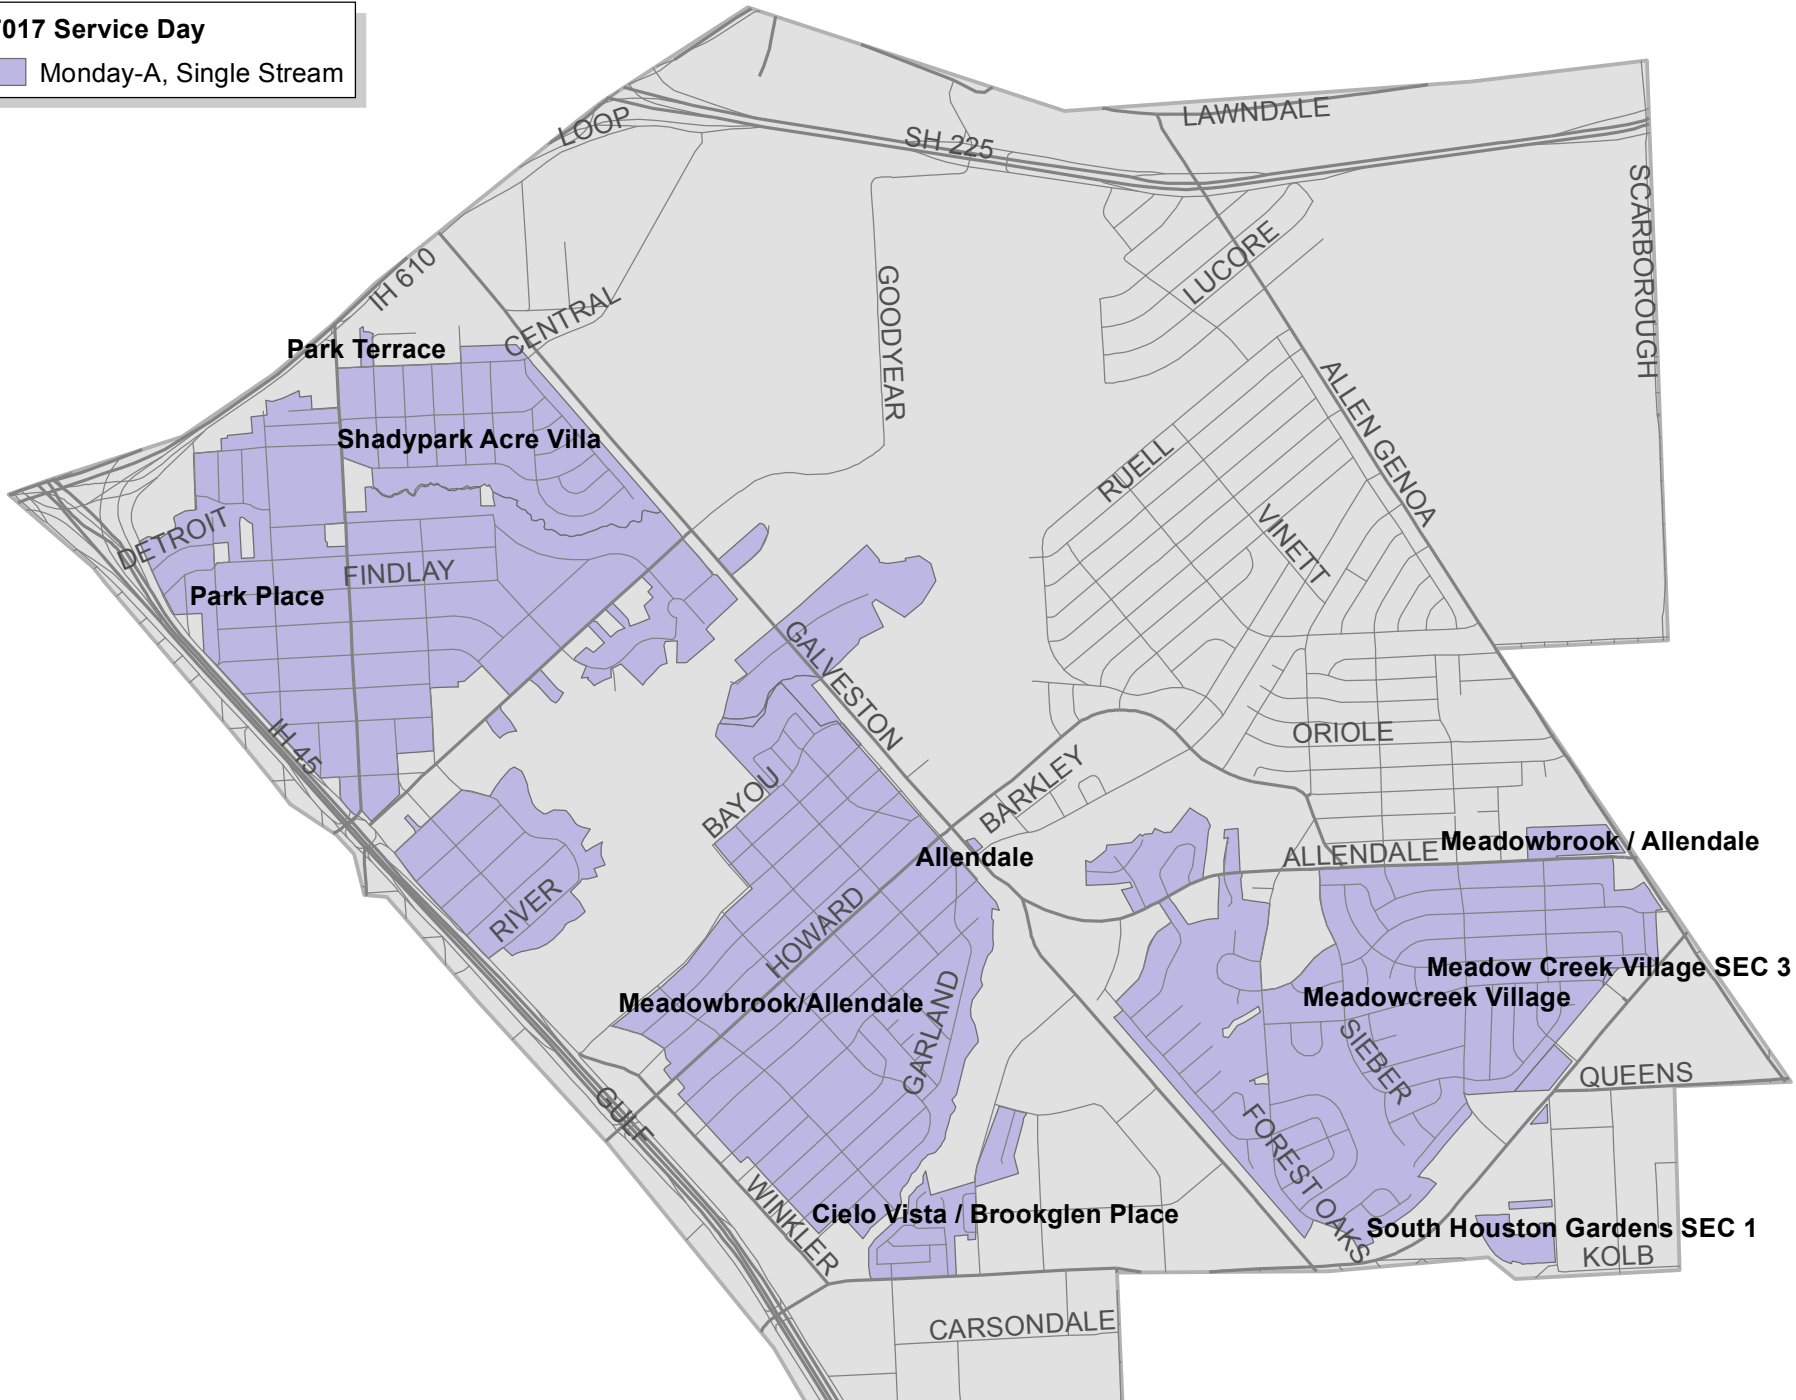 7017 Service Day
Monday-A, Single Stream
LOOP
SH 225
LAWNDALE
SCARBOROUGH
LUCORE
IH 610
CENTRAL
GOODYEAR
Park Terrace
ALLEN GENOA
Shadypark Acre Villa
RUELL
VINETT
DETROIT
FINDLAY
Park Place
GALVESTON
IH 45
ORIOLE
BARKLEY
BAYOU
Meadowbrook / Allendale
ALLENDALE
Allendale
RIVER
HOWARD
Meadow Creek Village SEC 3
Meadowcreek Village
Meadowbrook/Allendale
GARLAND
SIEBER
QUEENS
GULF
FOREST OAKS
WINKLER
Cielo Vista / Brookglen Place
South Houston Gardens SEC 1
KOLB
CARSONDALE